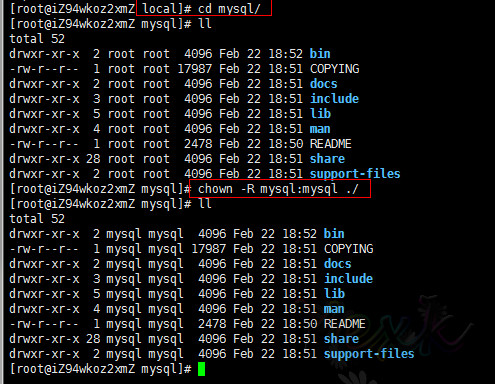 [root@iZ94wkoz2xmZ local]# cd mysql/
[root@iZ94wkoz2xmZ mysql]# ll
total 52
drwxr-xr-x  2 root root  4096 Feb 22 18:52 bin
-rw-r--r--  1 root root 17987 Feb 22 18:51 COPYING
drwxr-xr-x  2 root root  4096 Feb 22 18:51 docs
drwxr-xr-x  3 root root  4096 Feb 22 18:51 include
drwxr-xr-x  5 root root  4096 Feb 22 18:51 lib
drwxr-xr-x  4 root root  4096 Feb 22 18:51 man
-rw-r--r--  1 root root  2478 Feb 22 18:50 README
drwxr-xr-x 28 root root  4096 Feb 22 18:51 share
drwxr-xr-x  2 root root  4096 Feb 22 18:51 support-files
[root@iZ94wkoz2xmZ mysql]# chown -R mysql:mysql ./
[root@iZ94wkoz2xmZ mysql]# ll
total 52
drwxr-xr-x  2 mysql mysql  4096 Feb 22 18:52 bin
-rw-r--r--  1 mysql mysql 17987 Feb 22 18:51 COPYING
drwxr-xr-x  2 mysql mysql  4096 Feb 22 18:51 docs
drwxr-xr-x  3 mysql mysql  4096 Feb 22 18:51 include
drwxr-xr-x  5 mysql mysql  4096 Feb 22 18:51 lib
drwxr-xr-x  4 mysql mysql  4096 Feb 22 18:51 man
-rw-r--r--  1 mysql mysql  2478 Feb 22 18:50 README
drwxr-xr-x 28 mysql mysql  4096 Feb 22 18:51 share
drwxr-xr-x  2 mysql mysql  4096 Feb 22 18:51 support-files
[root@iZ94wkoz2xmZ mysql]#